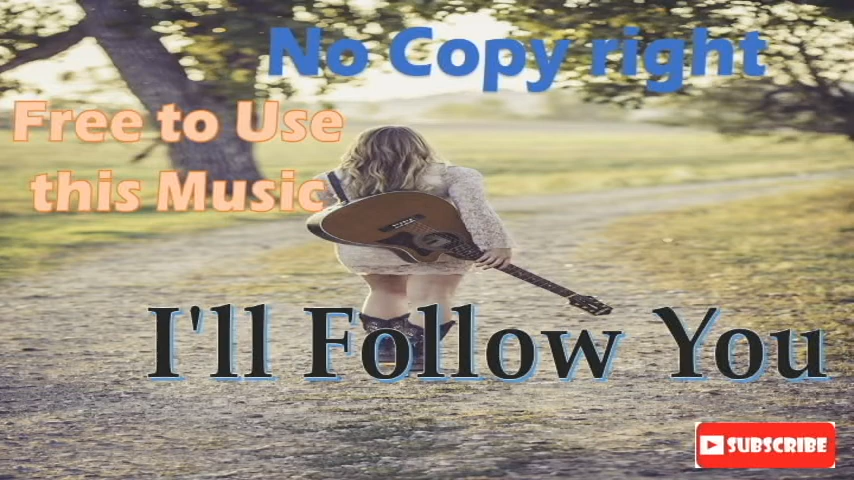 No Copy right
Free to Use
this Music
I'll Follow You
SUBSCRIBE